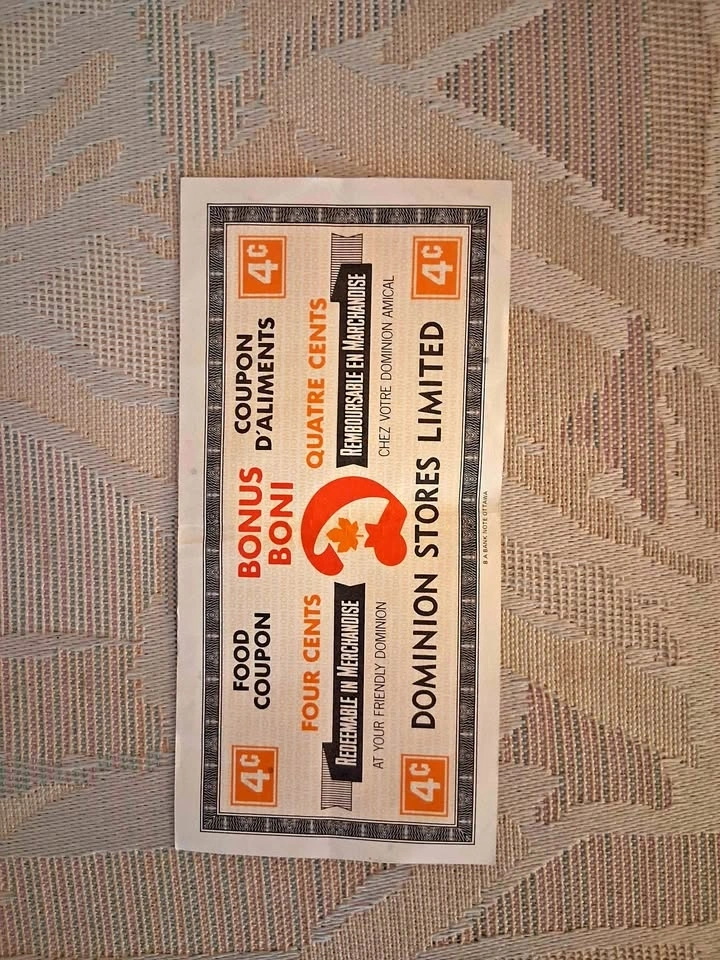 4¢
FOOD COUPON
BONUS
BONI
COUPON D'ALIMENTS
4¢
FOUR CENTS
QUATRE CENTS
REDEEMABLE IN MERCHANDISE
REMBOURSABLE EN MARCHANDISE
AT YOUR FRIENDLY DOMINION
CHEZ VOTRE DOMINION AMICAL
4¢
DOMINION STORES LIMITED
4¢
B A BANK NOTE OTTAWA